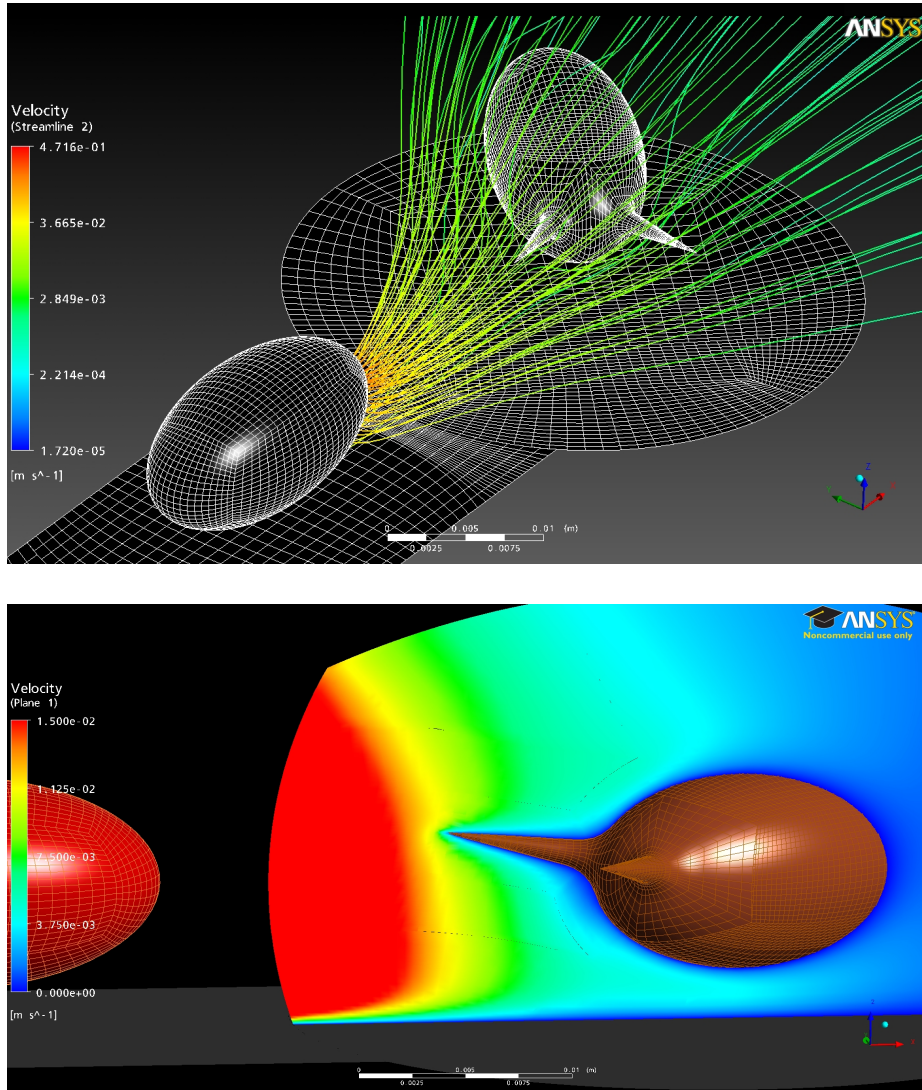 ANSYS
Velocity
(Streamline 2)
4.716e-01
3.665e-02
2.849e-03
2.214e-04
1.720e-05
[m s^-1]
0 0.005 0.01 (m)
0.0025 0.0075
Z
Y
ANSYS
Noncommercial use only
Velocity
(Plane 1)
1.500e-02
1.125e-02
7.500e-03
3.750e-03
0.000e+00
[m s^-1]
0 0.005 0.01 (m)
0.0025 0.0075
Z